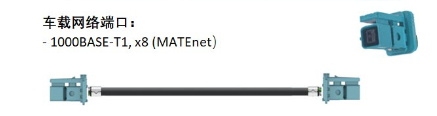 车载网络端口：
- 1000BASE-T1, x8 (MATEnet)